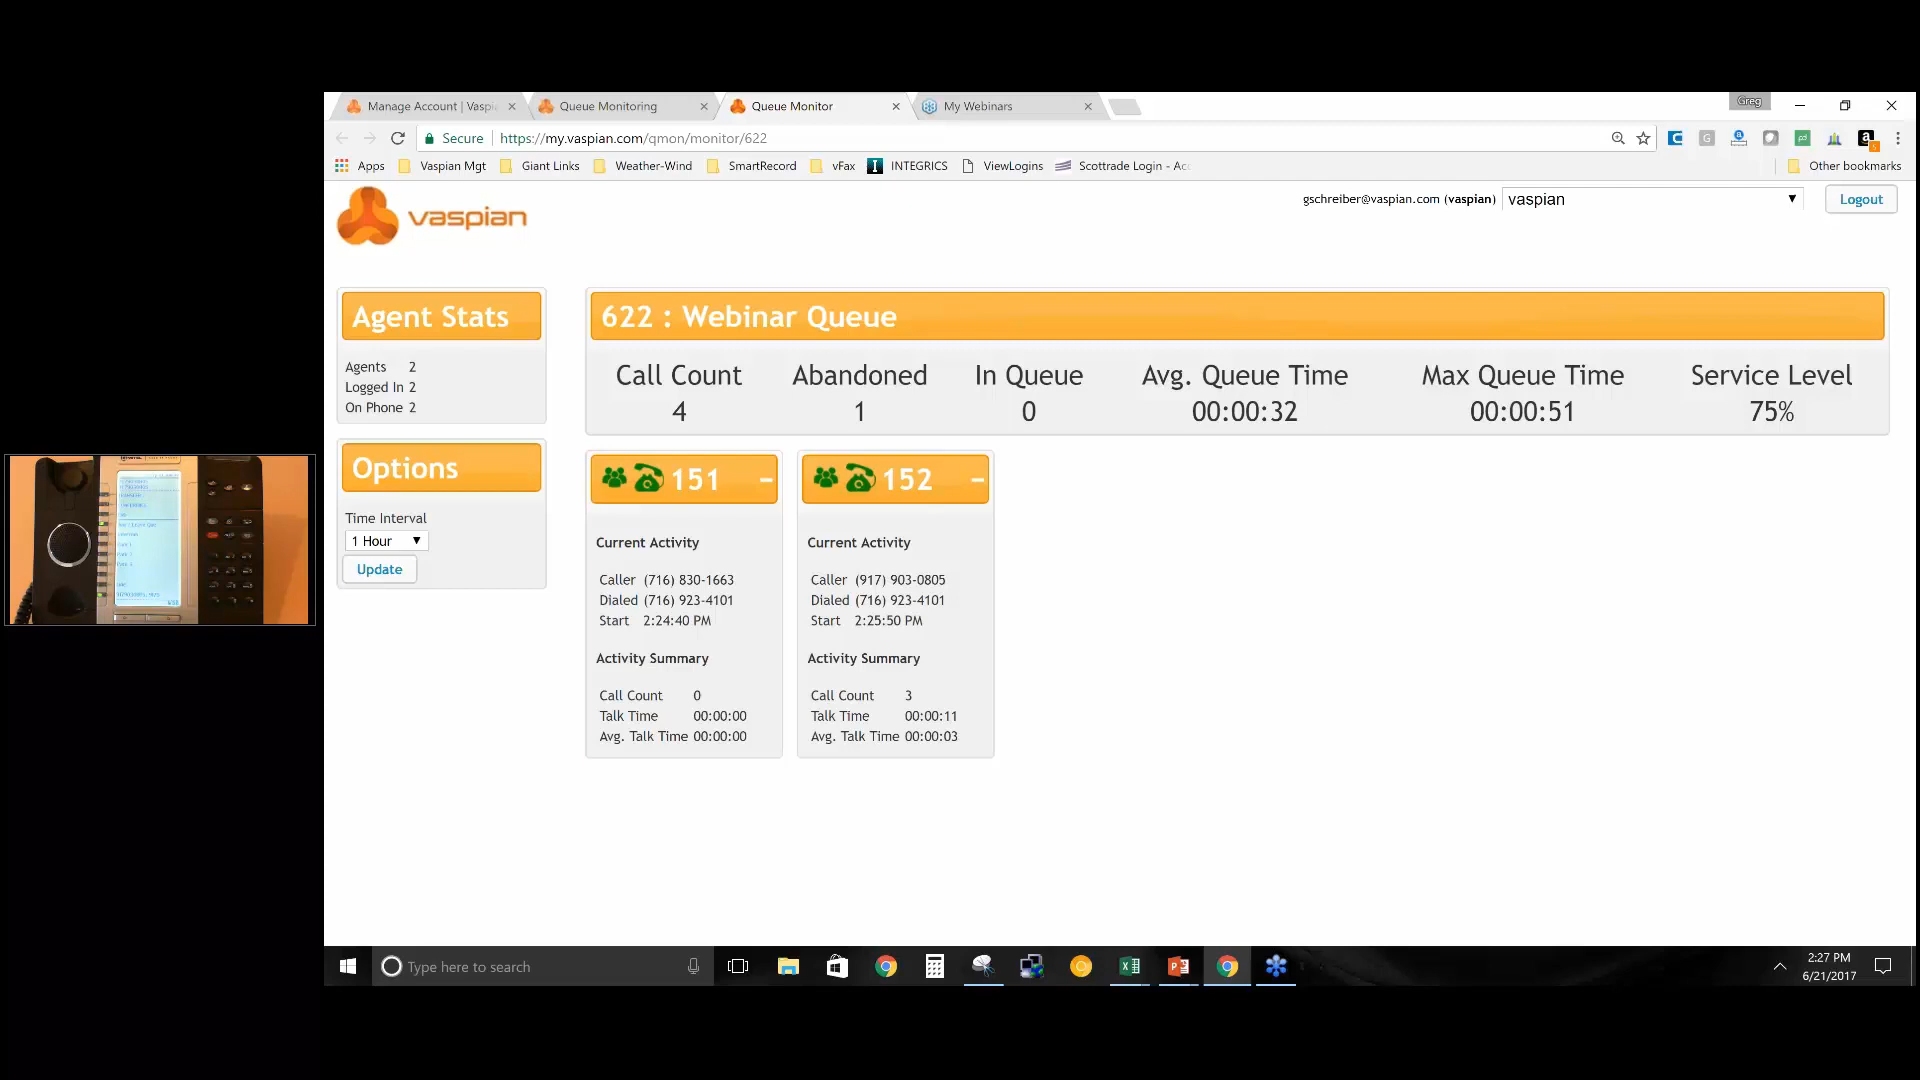 Manage Account | Vaspi
Queue Monitoring
Queue Monitor
My Webinars
Greg
Secure
https://my.vaspian.com/qmon/monitor/622
Apps
Vaspian Mgt
Giant Links
Weather-Wind
SmartRecord
vFax
INTEGRICS
ViewLogins
Scottrade Login - Ac
Other bookmarks
vaspian
gschreiber@vaspian.com (vaspian)
vaspian
Logout
Agent Stats
Agents 2
Logged In 2
On Phone 2
Options
Time Interval
1 Hour
Update
622 : Webinar Queue
Call Count Abandoned In Queue Avg. Queue Time Max Queue Time Service Level
4 1 0 00:00:32 00:00:51 75%
151
Current Activity
Caller (716) 830-1663
Dialed (716) 923-4101
Start 2:24:40 PM
Activity Summary
Call Count 0
Talk Time 00:00:00
Avg. Talk Time 00:00:00
152
Current Activity
Caller (917) 903-0805
Dialed (716) 923-4101
Start 2:25:50 PM
Activity Summary
Call Count 3
Talk Time 00:00:11
Avg. Talk Time 00:00:03
Type here to search
2:27 PM
6/21/2017